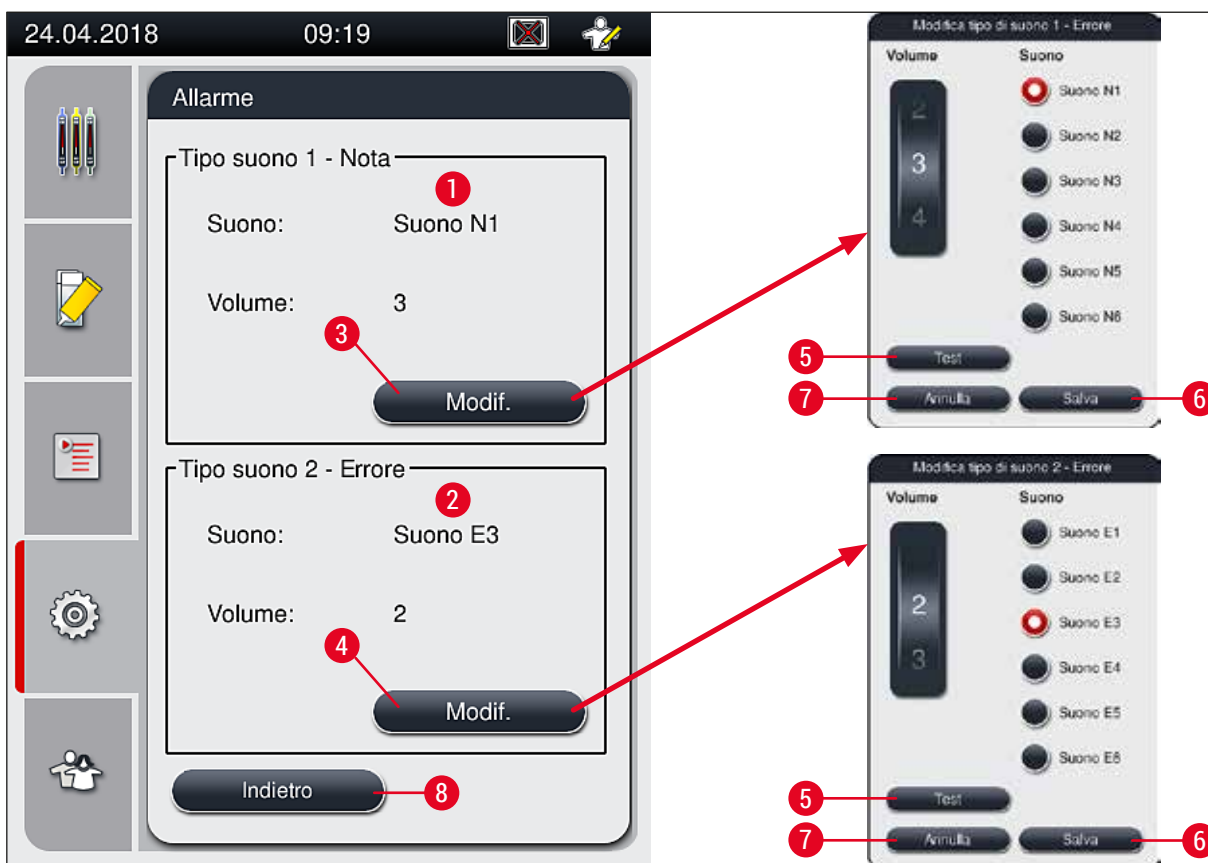 24.04.2018 09:19
Allarme
Tipo suono 1 - Nota
1
Suono: Suono N1
Volume: 3
3
Modif.
Tipo suono 2 - Errore
2
Suono: Suono E3
Volume: 2
4
Modif.
Indietro 8
Modifica tipo di suono 1 - Errore
Volume Suono
2
3
4
Suono N1
Suono N2
Suono N3
Suono N4
Suono N5
Suono N6
5 Test
7 Annulla Salva 6
Modifica tipo di suono 2 - Errore
Volume Suono
2
3
Suono E1
Suono E2
Suono E3
Suono E4
Suono E5
Suono E6
5 Test
7 Annulla Salva 6